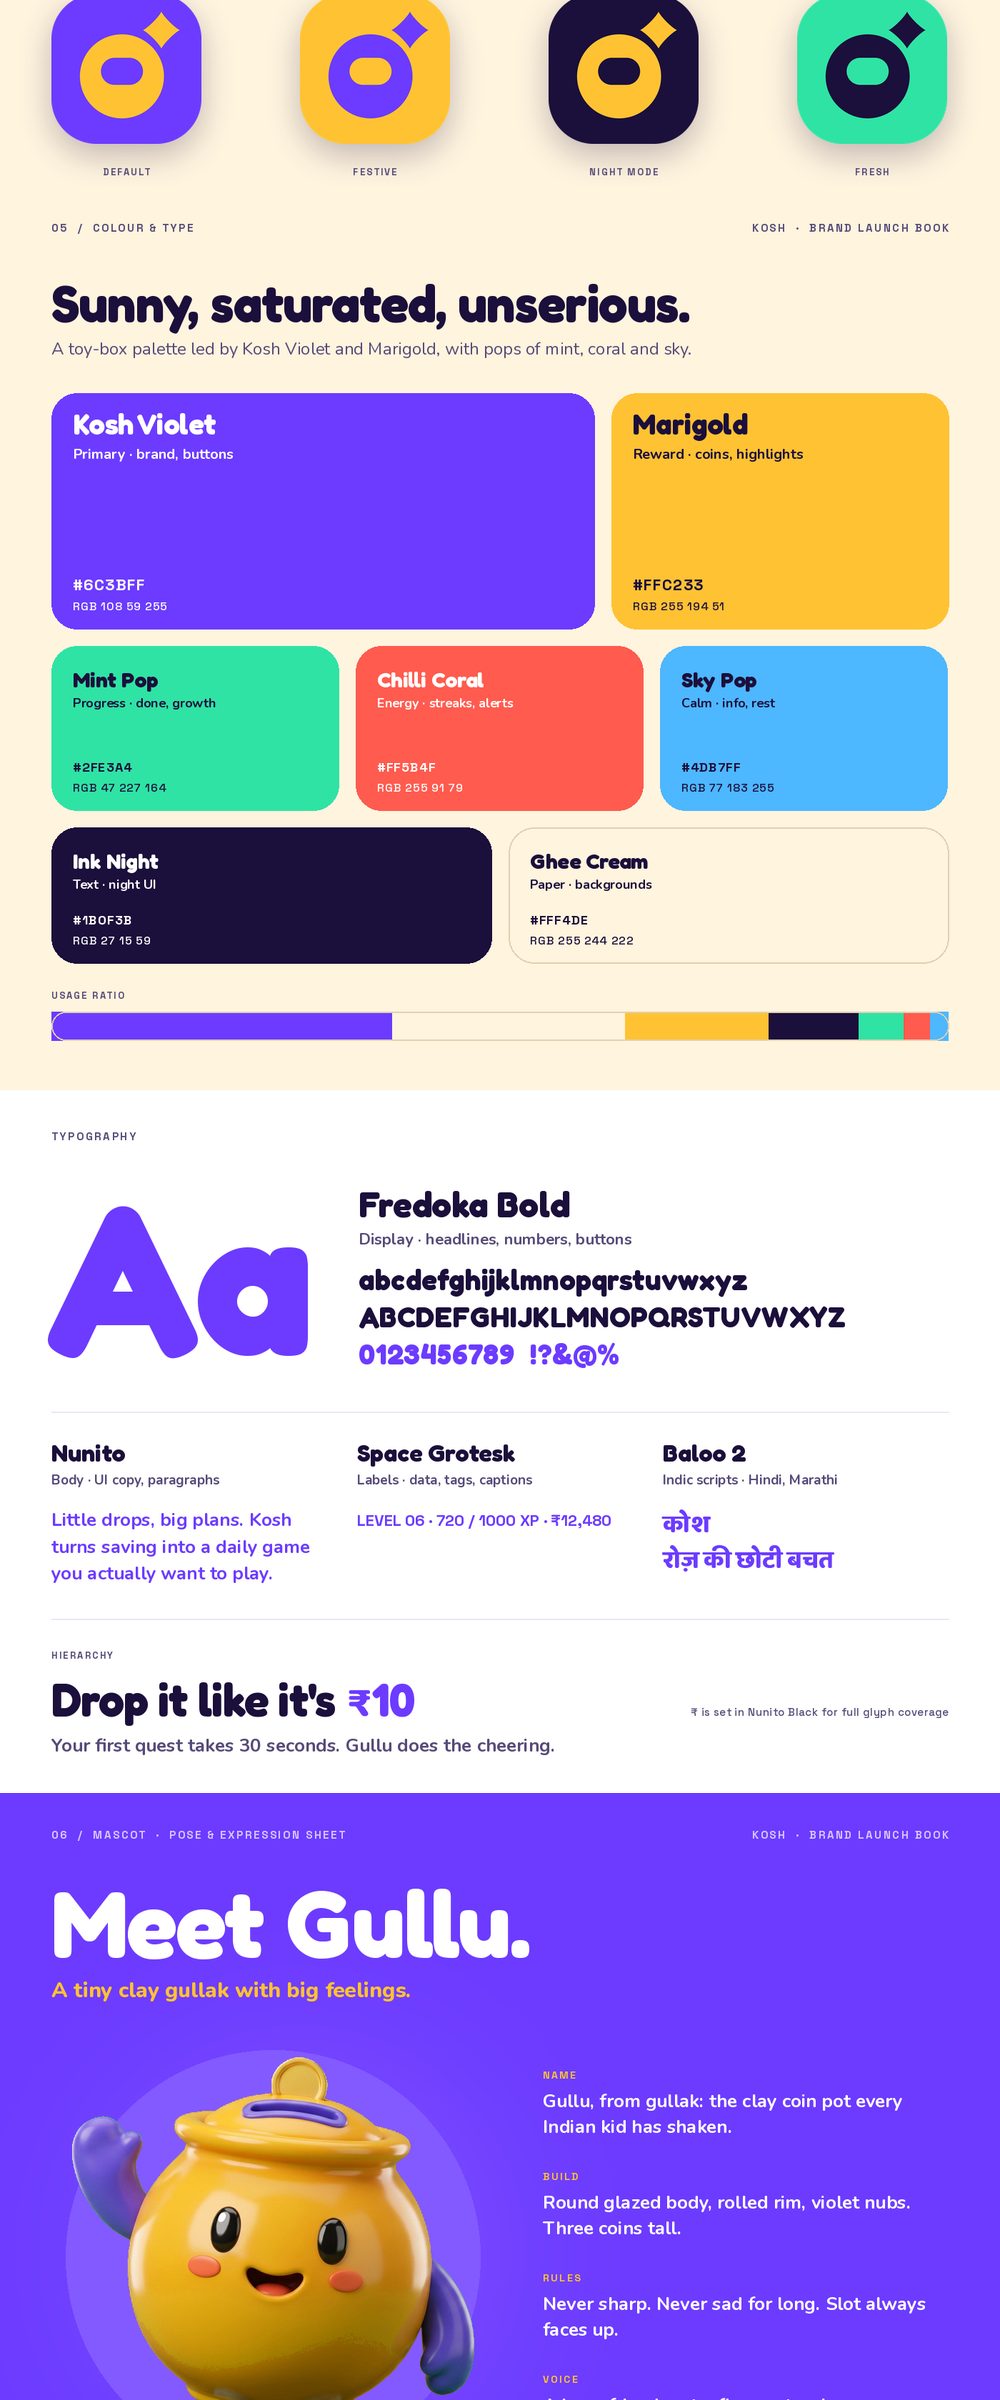 DEFAULT
FESTIVE
NIGHT MODE
FRESH
05 / COLOUR & TYPE
KOSH · BRAND LAUNCH BOOK
Sunny, saturated, unserious.
A toy-box palette led by Kosh Violet and Marigold, with pops of mint, coral and sky.
Kosh Violet
Primary · brand, buttons
#6C3BFF
RGB 108 59 255
Marigold
Reward · coins, highlights
#FFC233
RGB 255 194 51
Mint Pop
Progress · done, growth
#2FE3A4
RGB 47 227 164
Chilli Coral
Energy · streaks, alerts
#FF5B4F
RGB 255 91 79
Sky Pop
Calm · info, rest
#4DB7FF
RGB 77 183 255
Ink Night
Text · night UI
#1B0F3B
RGB 27 15 59
Ghee Cream
Paper · backgrounds
#FFF4DE
RGB 255 244 222
USAGE RATIO
TYPOGRAPHY
Aa
Fredoka Bold
Display · headlines, numbers, buttons
abcdefghijklmnopqrstuvwxyz
ABCDEFGHIJKLMNOPQRSTUVWXYZ
0123456789 !?&@%
Nunito
Body · UI copy, paragraphs
Little drops, big plans. Kosh
turns saving into a daily game
you actually want to play.
Space Grotesk
Labels · data, tags, captions
LEVEL 06 · 720 / 1000 XP · ₹12,480
Baloo 2
Indic scripts · Hindi, Marathi
कोश
रोज़ की छोटी बचत
HIERARCHY
Drop it like it's ₹10
₹ is set in Nunito Black for full glyph coverage
Your first quest takes 30 seconds. Gullu does the cheering.
06 / MASCOT · POSE & EXPRESSION SHEET
KOSH · BRAND LAUNCH BOOK
Meet Gullu.
A tiny clay gullak with big feelings.
NAME
Gullu, from gullak: the clay coin pot every
Indian kid has shaken.
BUILD
Round glazed body, rolled rim, violet nubs.
Three coins tall.
RULES
Never sharp. Never sad for long. Slot always
faces up.
VOICE